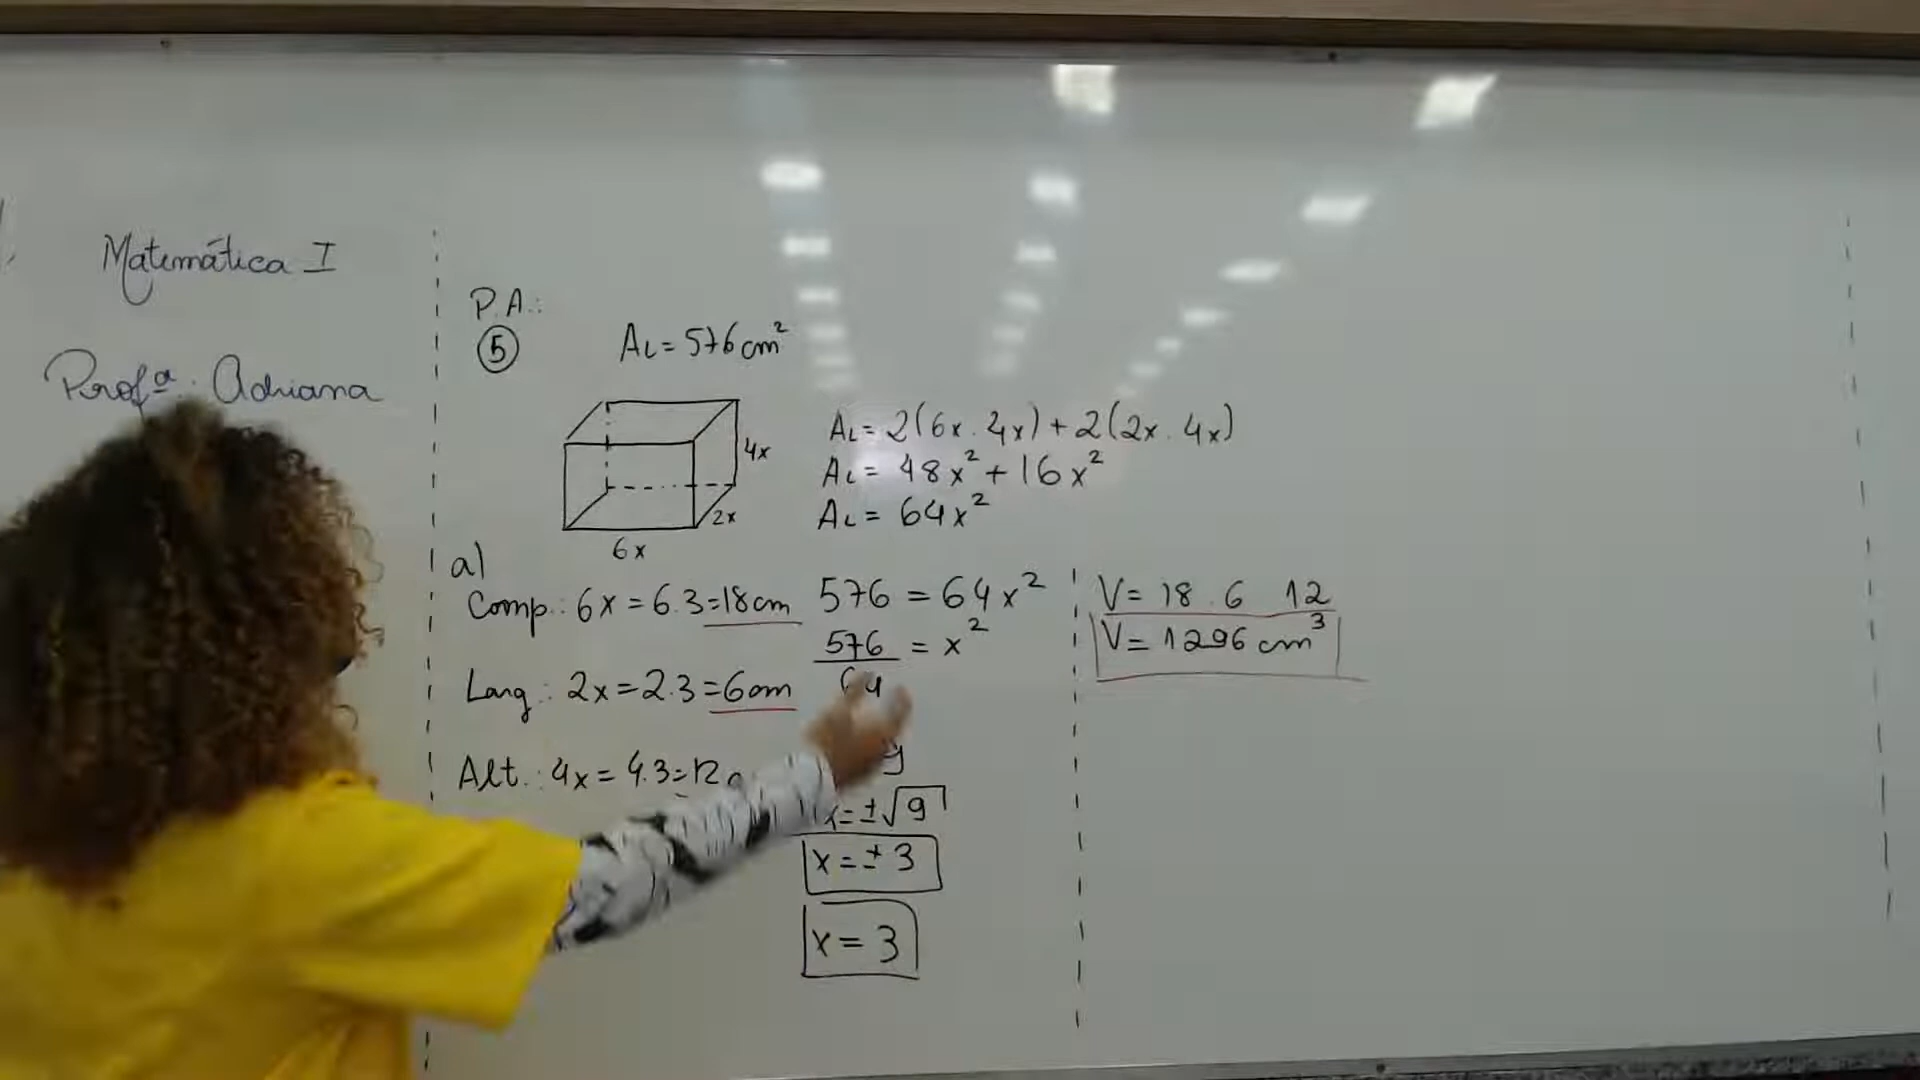 Matemática I
Profª: Adriana
P.A.:
5
AL = 576 cm²
4x
2x
6x
AL = 2(6x . 4x) + 2(2x . 4x)
AL = 48x² + 16x²
AL = 64x²
a)
Comp.: 6x = 6.3 = 18cm
Larg.: 2x = 2.3 = 6cm
Alt.: 4x = 4.3 = 12
576 = 64x²
576/64 = x²
9
x = ±√9
x = ± 3
x = 3
V = 18 . 6 12
V = 1296 cm³